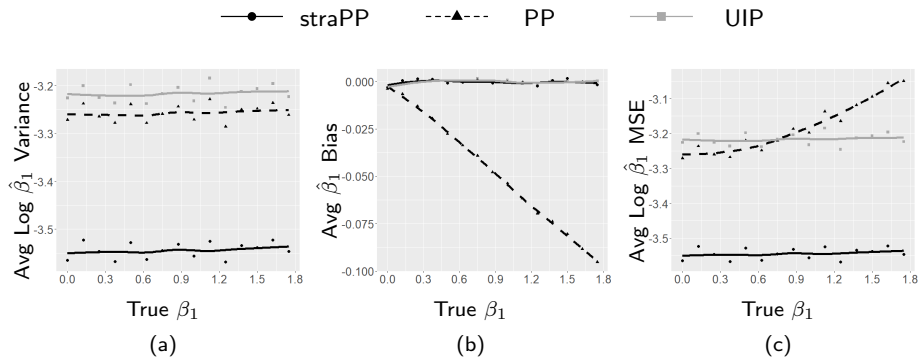 straPP PP UIP
Avg Log β̂₁ Variance
-3.2
-3.3
-3.4
-3.5
0.0 0.3 0.6 0.9 1.2 1.5 1.8
True β₁
(a)
Avg β̂₁ Bias
0.000
-0.025
-0.050
-0.075
-0.100
0.0 0.3 0.6 0.9 1.2 1.5 1.8
True β₁
(b)
Avg Log β̂₁ MSE
-3.1
-3.2
-3.3
-3.4
-3.5
0.0 0.3 0.6 0.9 1.2 1.5 1.8
True β₁
(c)